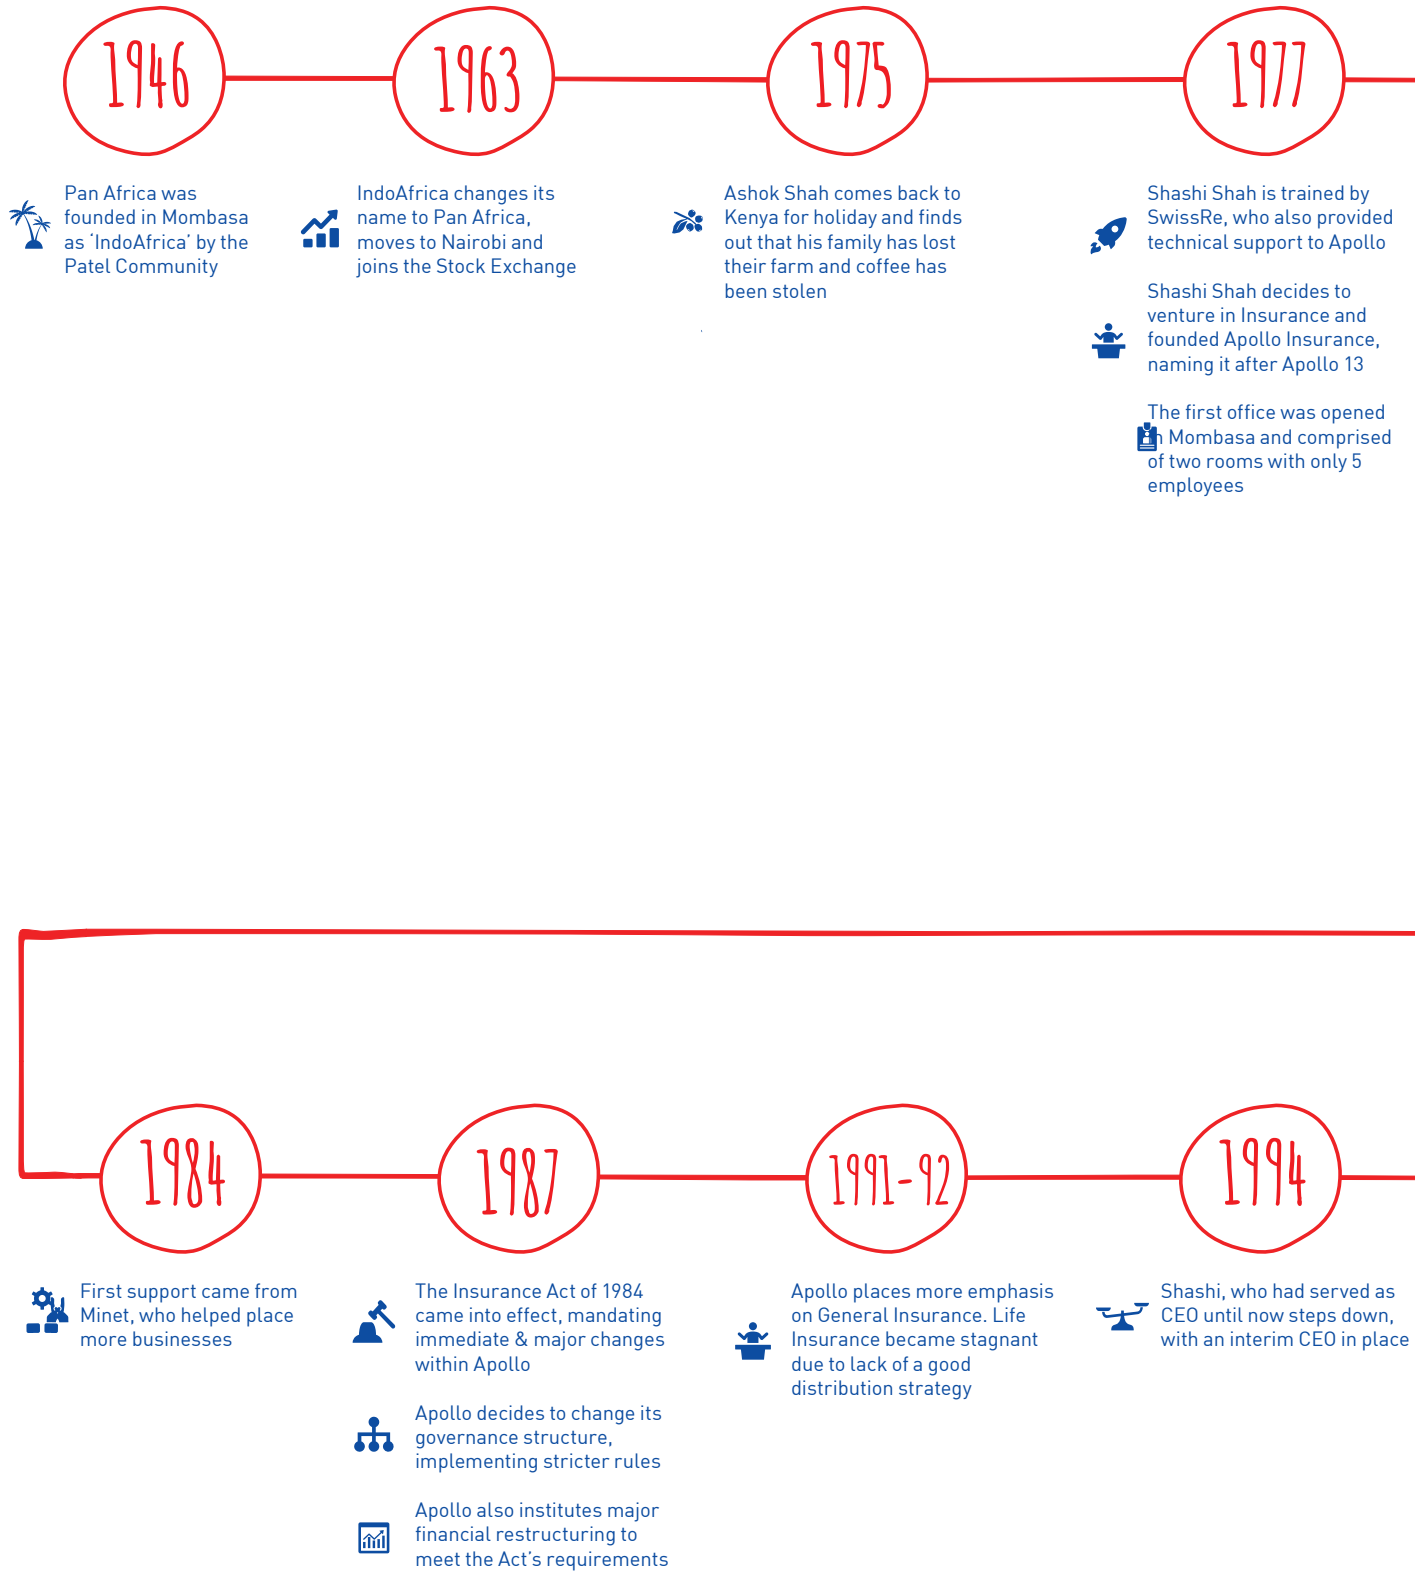 1946
Pan Africa was
founded in Mombasa
as ‘IndoAfrica’ by the
Patel Community
1963
IndoAfrica changes its
name to Pan Africa,
moves to Nairobi and
joins the Stock Exchange
1975
Ashok Shah comes back to
Kenya for holiday and finds
out that his family has lost
their farm and coffee has
been stolen
1977
Shashi Shah is trained by
SwissRe, who also provided
technical support to Apollo
Shashi Shah decides to
venture in Insurance and
founded Apollo Insurance,
naming it after Apollo 13
The first office was opened
in Mombasa and comprised
of two rooms with only 5
employees
1984
First support came from
Minet, who helped place
more businesses
1987
The Insurance Act of 1984
came into effect, mandating
immediate & major changes
within Apollo
Apollo decides to change its
governance structure,
implementing stricter rules
Apollo also institutes major
financial restructuring to
meet the Act’s requirements
1991-92
Apollo places more emphasis
on General Insurance. Life
Insurance became stagnant
due to lack of a good
distribution strategy
1994
Shashi, who had served as
CEO until now steps down,
with an interim CEO in place